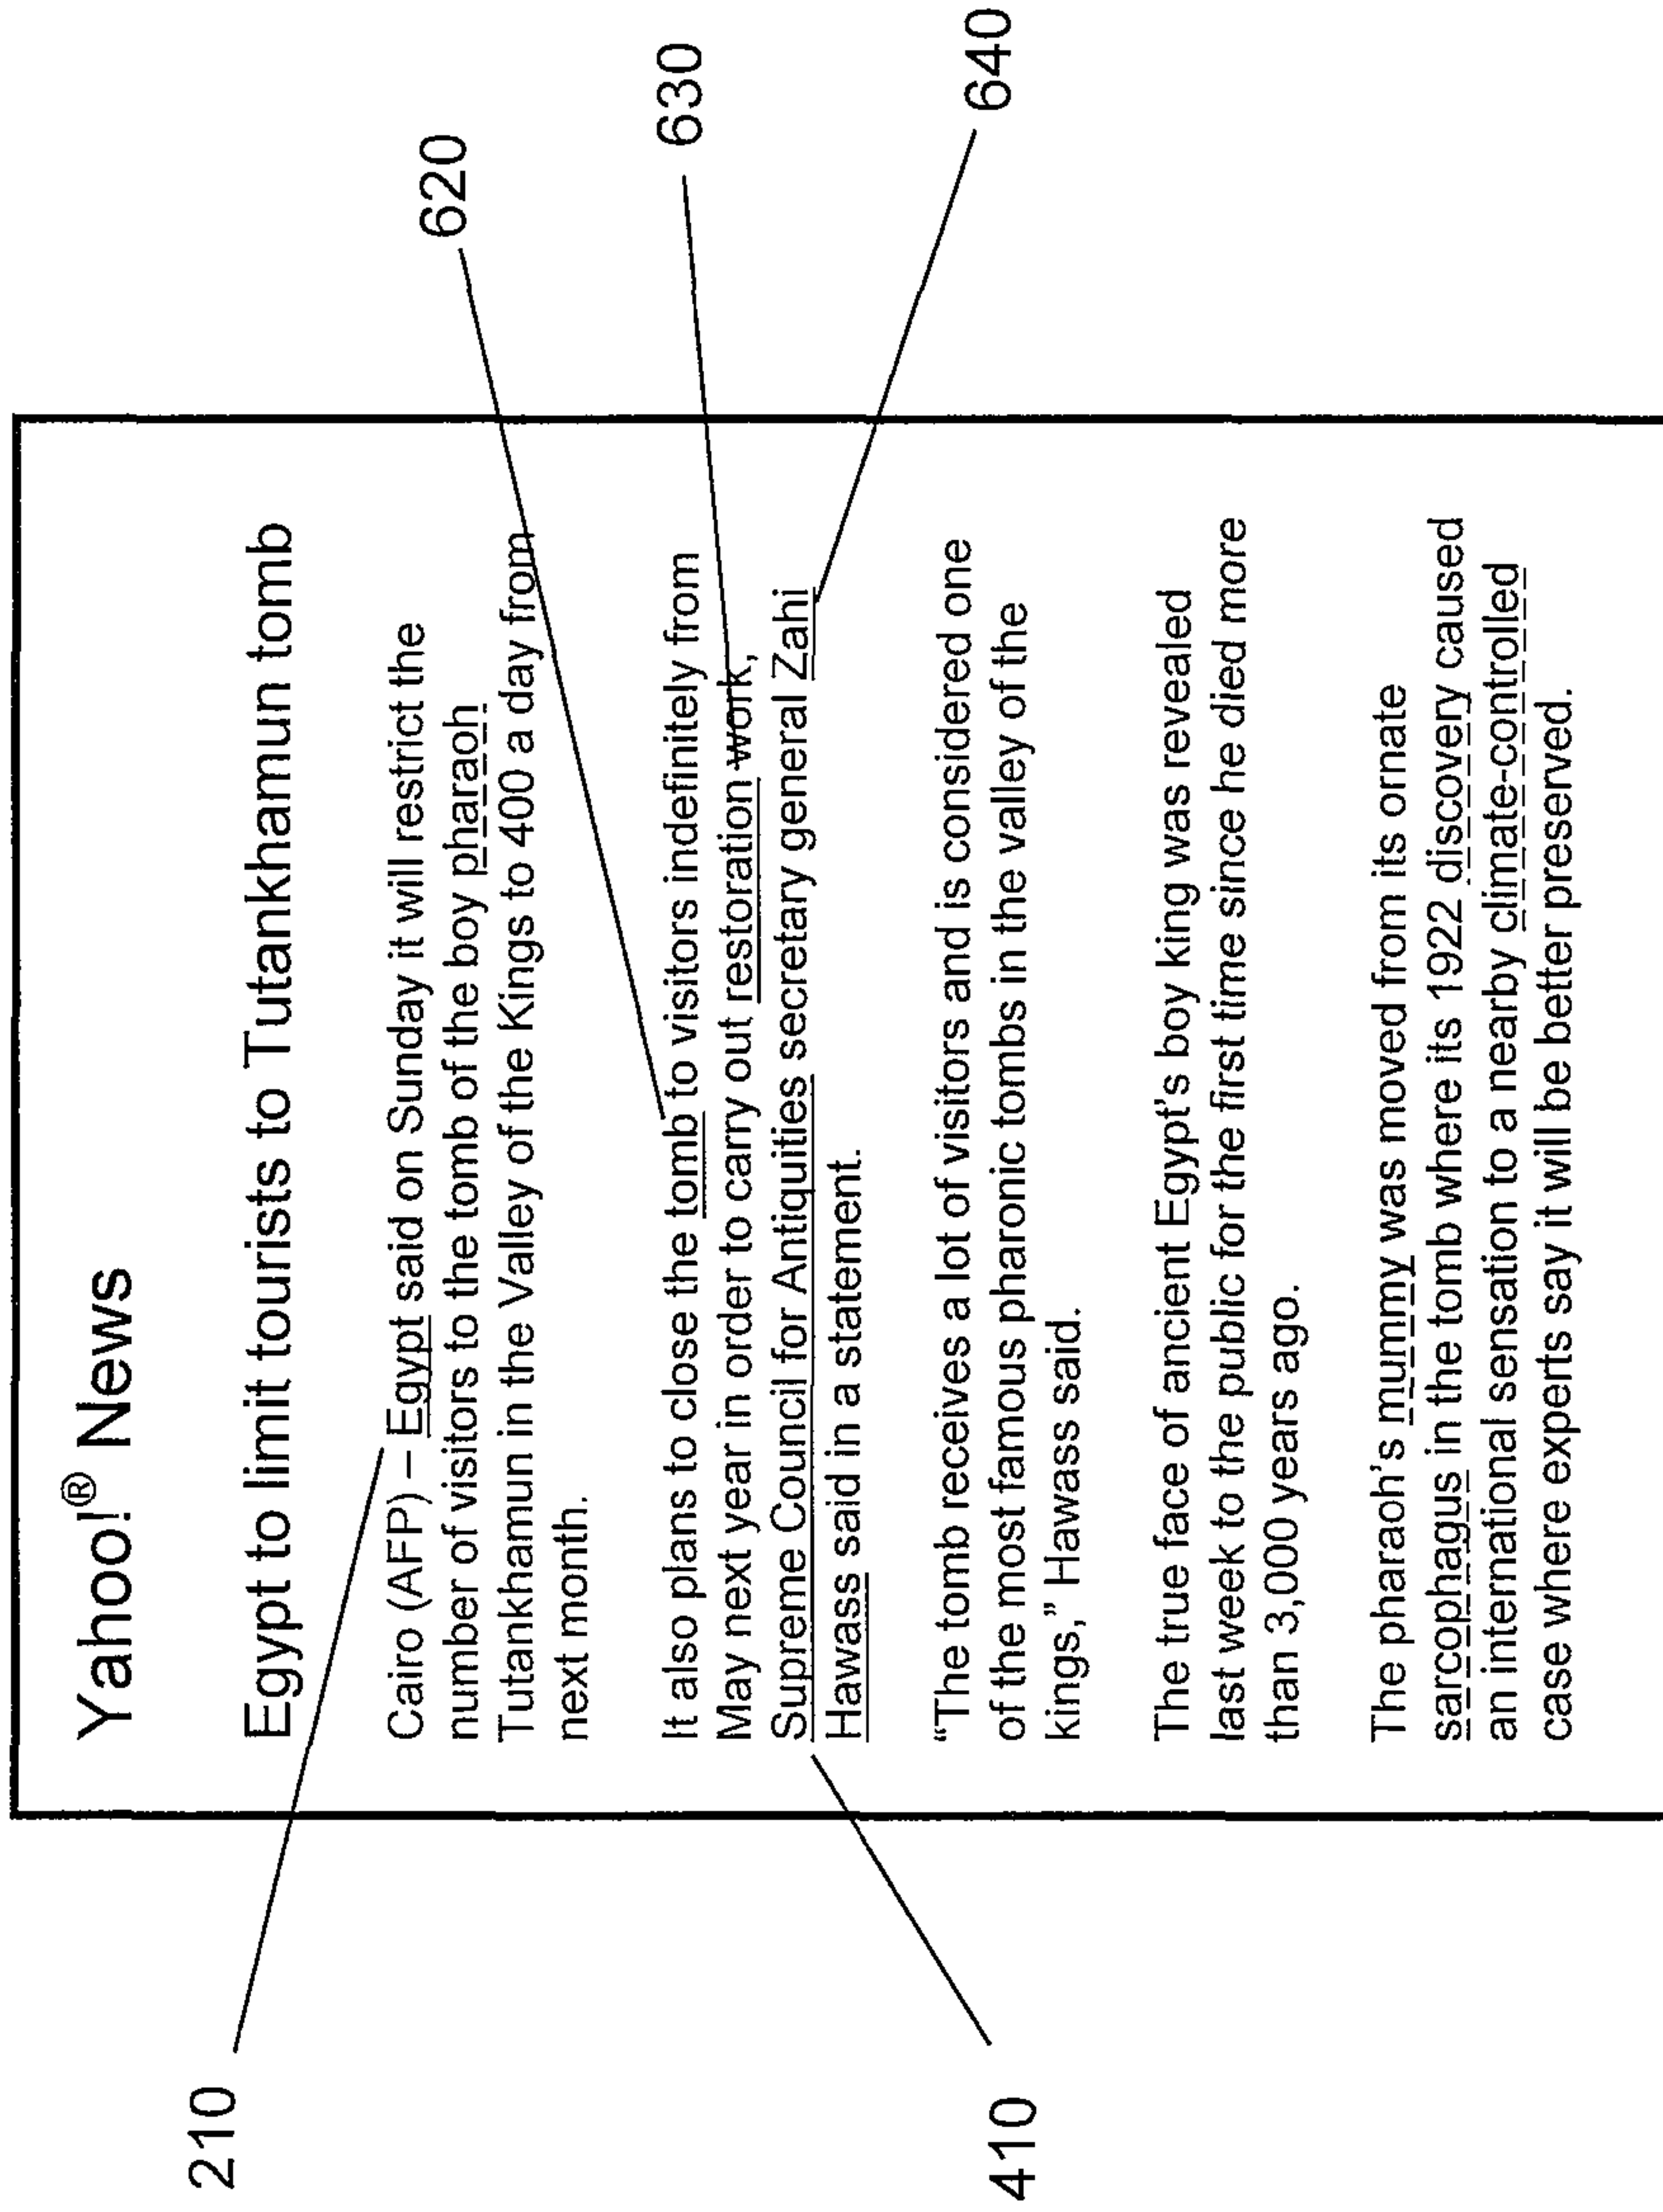 Yahoo!® News
Egypt to limit tourists to Tutankhamun tomb
Cairo (AFP) – Egypt said on Sunday it will restrict the
number of visitors to the tomb of the boy pharaoh
Tutankhamun in the Valley of the Kings to 400 a day from
next month.
It also plans to close the tomb to visitors indefinitely from
May next year in order to carry out restoration work,
Supreme Council for Antiquities secretary general Zahi
Hawass said in a statement.
“The tomb receives a lot of visitors and is considered one
of the most famous pharonic tombs in the valley of the
kings,” Hawass said.
The true face of ancient Egypt's boy king was revealed
last week to the public for the first time since he died more
than 3,000 years ago.
The pharaoh's mummy was moved from its ornate
sarcophagus in the tomb where its 1922 discovery caused
an international sensation to a nearby climate-controlled
case where experts say it will be better preserved.
210
410
620
630
640